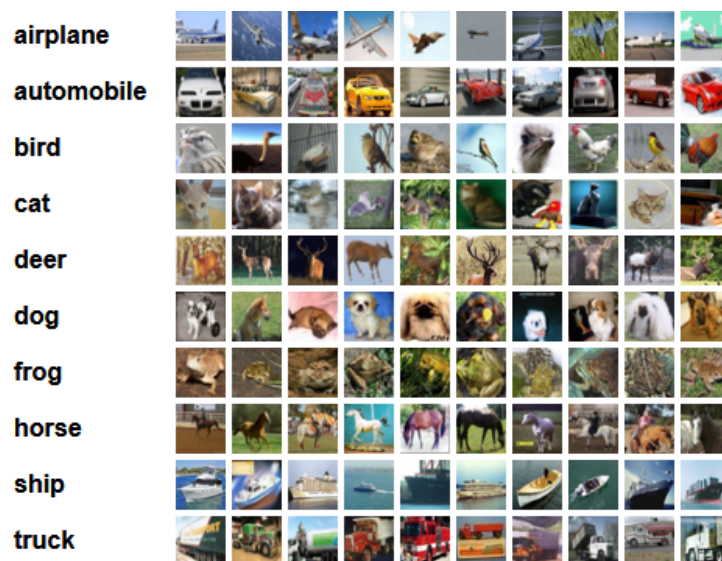 airplane
automobile
bird
cat
deer
dog
frog
horse
ship
truck